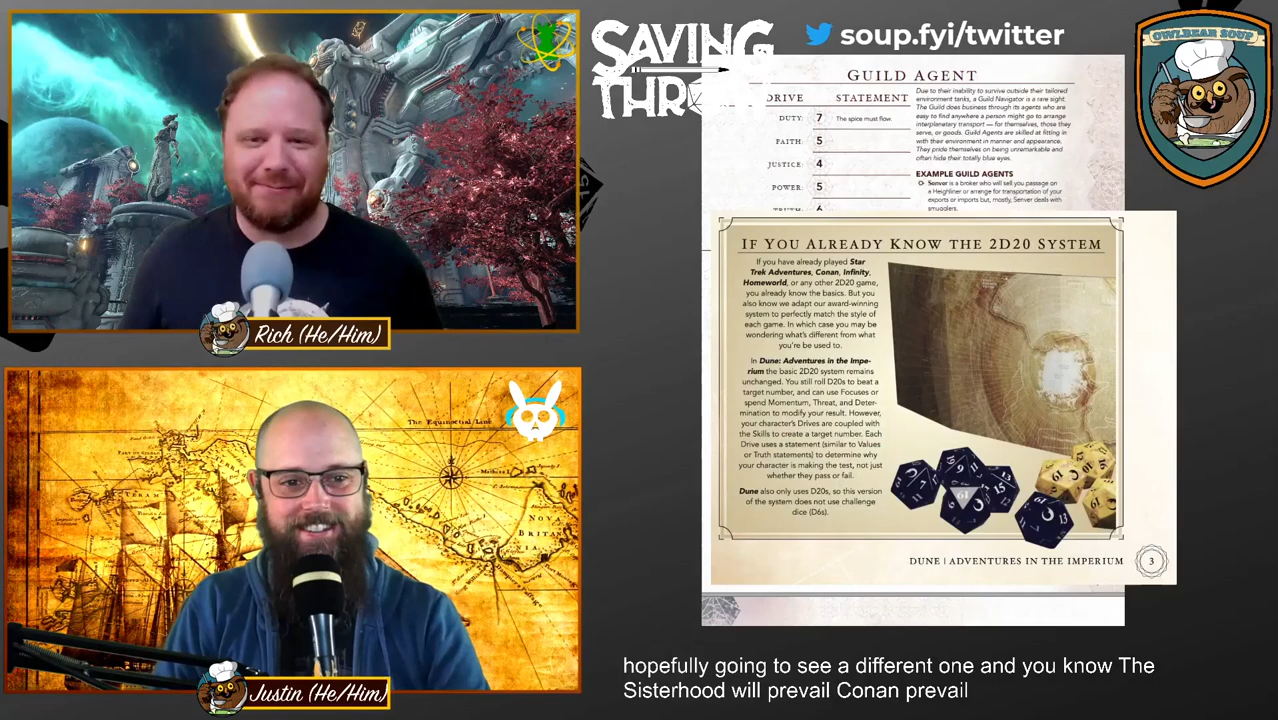 SAVING
THR
soup.fyi/twitter
OWLBEAR SOUP
GUILD AGENT
DRIVE STATEMENT
DUTY: 7 The spice must flow.
FAITH: 5
JUSTICE: 4
POWER: 5
Due to their inability to survive outside their tailored
environment tanks, a Guild Navigator is a rare sight.
The Guild does business through its agents who are
easy to find anywhere a person might go to arrange
interplanetary transport — for themselves, those they
serve, or goods. Guild Agents are skilled at fitting in
with their environment in manner and appearance.
They pride themselves on being unremarkable and
often hide their totally blue eyes.
EXAMPLE GUILD AGENTS
Senver is a broker who will sell you passage on
a Heighliner or arrange for transportation of your
exports or imports but, mostly, Senver deals with
smugglers.
IF YOU ALREADY KNOW THE 2D20 SYSTEM
If you have already played Star
Trek Adventures, Conan, Infinity,
Homeworld, or any other 2D20 game,
you already know the basics. But you
also know we adapt our award-winning
system to perfectly match the style of
each game. In which case you may be
wondering what's different from what
you're be used to.
In Dune: Adventures in the Impe-
rium the basic 2D20 system remains
unchanged. You still roll D20s to beat a
target number, and can use Focuses or
spend Momentum, Threat, and Deter-
mination to modify your result. However,
your character's Drives are coupled with
the Skills to create a target number. Each
Drive uses a statement (similar to Values
or Truth statements) to determine why
your character is making the test, not just
whether they pass or fail.
Dune also only uses D20s, so this version
of the system does not use challenge
dice (D6s).
DUNE | ADVENTURES IN THE IMPERIUM 3
Rich (He/Him)
The Equinoctial Line
Justin (He/Him)
hopefully going to see a different one and you know The
Sisterhood will prevail Conan prevail